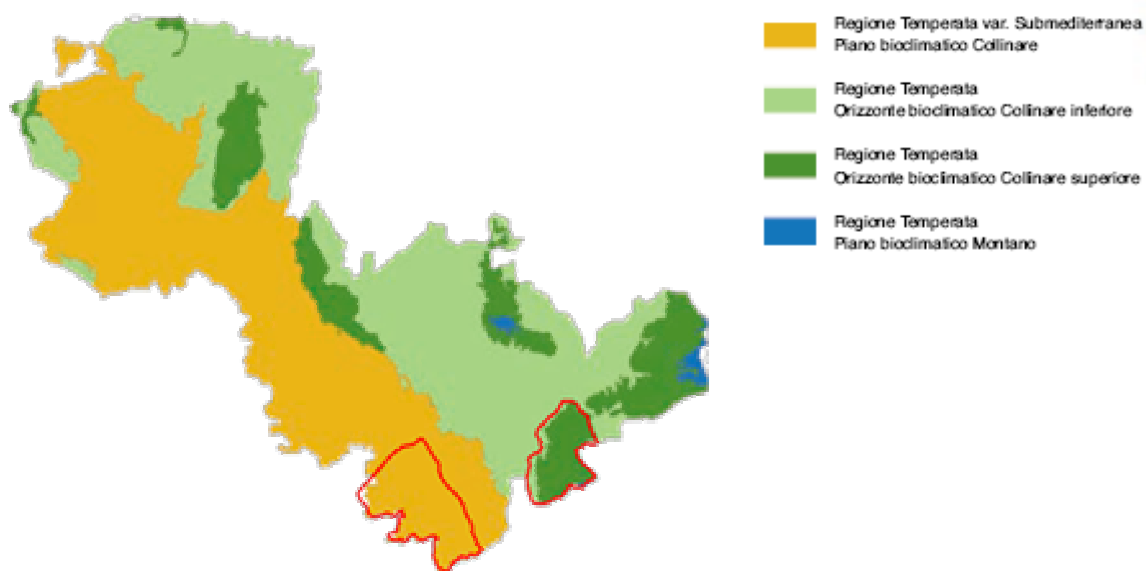 Regione Temperata var. Submediterranea
Piano bioclimatico Collinare
Regione Temperata
Orizzonte bioclimatico Collinare inferiore
Regione Temperata
Orizzonte bioclimatico Collinare superiore
Regione Temperata
Piano bioclimatico Montano